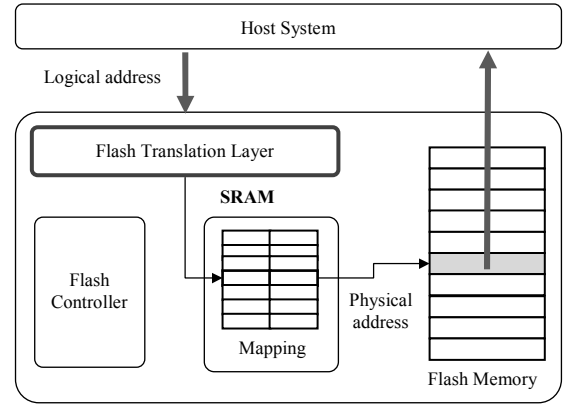 Host System
Logical address
Flash Translation Layer
SRAM
Flash
Controller
Mapping
Physical
address
Flash Memory